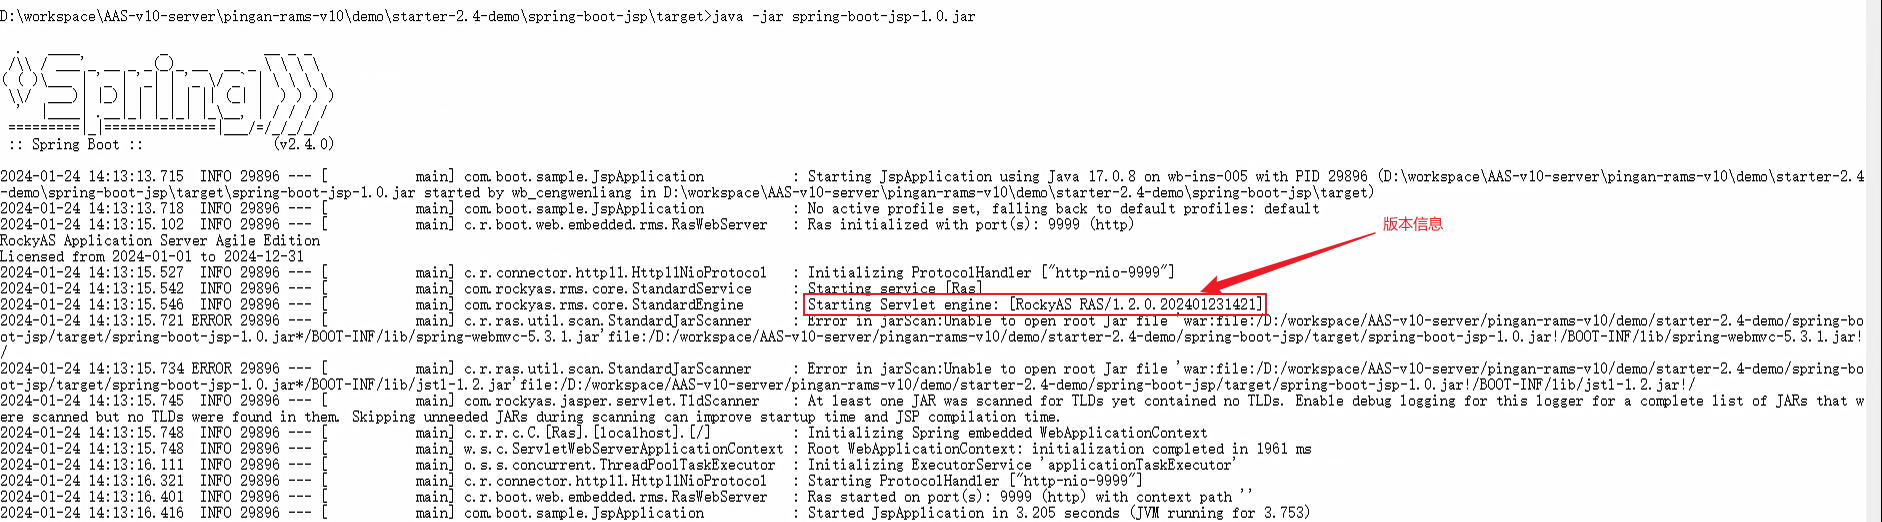 D:\workspace\AAS-v10-server\pingan-rams-v10\demo\starter-2.4-demo\spring-boot-jsp\target>java -jar spring-boot-jsp-1.0.jar
:: Spring Boot ::                (v2.4.0)
2024-01-24 14:13:13.715  INFO 29896 --- [           main] com.boot.sample.JspApplication           : Starting JspApplication using Java 17.0.8 on wb-ins-005 with PID 29896 (D:\workspace\AAS-v10-server\pingan-rams-v10\demo\starter-2.4
-demo\spring-boot-jsp\target\spring-boot-jsp-1.0.jar started by wb_cengwenliang in D:\workspace\AAS-v10-server\pingan-rams-v10\demo\starter-2.4-demo\spring-boot-jsp\target)
2024-01-24 14:13:13.718  INFO 29896 --- [           main] com.boot.sample.JspApplication           : No active profile set, falling back to default profiles: default
2024-01-24 14:13:15.102  INFO 29896 --- [           main] c.r.boot.web.embedded.rms.RasWebServer   : Ras initialized with port(s): 9999 (http)
版本信息
RockyAS Application Server Agile Edition
Licensed from 2024-01-01 to 2024-12-31
2024-01-24 14:13:15.527  INFO 29896 --- [           main] c.r.connector.http11.Http11NioProtocol   : Initializing ProtocolHandler ["http-nio-9999"]
2024-01-24 14:13:15.542  INFO 29896 --- [           main] com.rockyas.rms.core.StandardService     : Starting service [Ras]
2024-01-24 14:13:15.546  INFO 29896 --- [           main] com.rockyas.rms.core.StandardEngine      : Starting Servlet engine: [RockyAS RAS/1.2.0.202401231421]
2024-01-24 14:13:15.721 ERROR 29896 --- [           main] c.r.ras.util.scan.StandardJarScanner     : Error in jarScan:Unable to open root Jar file 'war:file:/D:/workspace/AAS-v10-server/pingan-rams-v10/demo/starter-2.4-demo/spring-bo
ot-jsp/target/spring-boot-jsp-1.0.jar*/BOOT-INF/lib/spring-webmvc-5.3.1.jar'file:/D:/workspace/AAS-v10-server/pingan-rams-v10/demo/starter-2.4-demo/spring-boot-jsp/target/spring-boot-jsp-1.0.jar!/BOOT-INF/lib/spring-webmvc-5.3.1.jar!
/
2024-01-24 14:13:15.734 ERROR 29896 --- [           main] c.r.ras.util.scan.StandardJarScanner     : Error in jarScan:Unable to open root Jar file 'war:file:/D:/workspace/AAS-v10-server/pingan-rams-v10/demo/starter-2.4-demo/spring-bo
ot-jsp/target/spring-boot-jsp-1.0.jar*/BOOT-INF/lib/jstl-1.2.jar'file:/D:/workspace/AAS-v10-server/pingan-rams-v10/demo/starter-2.4-demo/spring-boot-jsp/target/spring-boot-jsp-1.0.jar!/BOOT-INF/lib/jstl-1.2.jar!/
2024-01-24 14:13:15.745  INFO 29896 --- [           main] com.rockyas.jasper.servlet.TldScanner    : At least one JAR was scanned for TLDs yet contained no TLDs. Enable debug logging for this logger for a complete list of JARs that w
ere scanned but no TLDs were found in them. Skipping unneeded JARs during scanning can improve startup time and JSP compilation time.
2024-01-24 14:13:15.748  INFO 29896 --- [           main] c.r.r.c.C.[Ras].[localhost].[/]          : Initializing Spring embedded WebApplicationContext
2024-01-24 14:13:15.748  INFO 29896 --- [           main] w.s.c.ServletWebServerApplicationContext : Root WebApplicationContext: initialization completed in 1961 ms
2024-01-24 14:13:16.111  INFO 29896 --- [           main] o.s.s.concurrent.ThreadPoolTaskExecutor  : Initializing ExecutorService 'applicationTaskExecutor'
2024-01-24 14:13:16.321  INFO 29896 --- [           main] c.r.connector.http11.Http11NioProtocol   : Starting ProtocolHandler ["http-nio-9999"]
2024-01-24 14:13:16.401  INFO 29896 --- [           main] c.r.boot.web.embedded.rms.RasWebServer   : Ras started on port(s): 9999 (http) with context path ''
2024-01-24 14:13:16.416  INFO 29896 --- [           main] com.boot.sample.JspApplication           : Started JspApplication in 3.205 seconds (JVM running for 3.753)